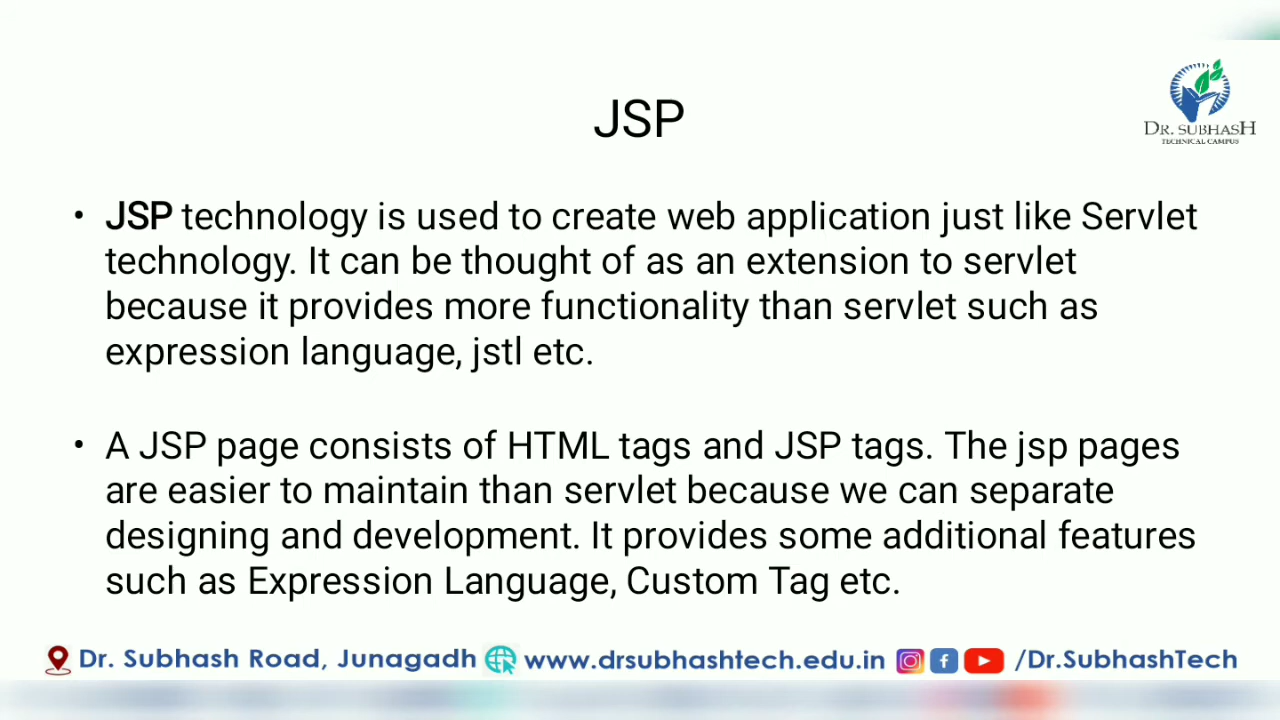 DR. SUBHASH
TECHNICAL CAMPUS
JSP
• JSP technology is used to create web application just like Servlet
technology. It can be thought of as an extension to servlet
because it provides more functionality than servlet such as
expression language, jstl etc.
• A JSP page consists of HTML tags and JSP tags. The jsp pages
are easier to maintain than servlet because we can separate
designing and development. It provides some additional features
such as Expression Language, Custom Tag etc.
Dr. Subhash Road, Junagadh www.drsubhashtech.edu.in /Dr.SubhashTech